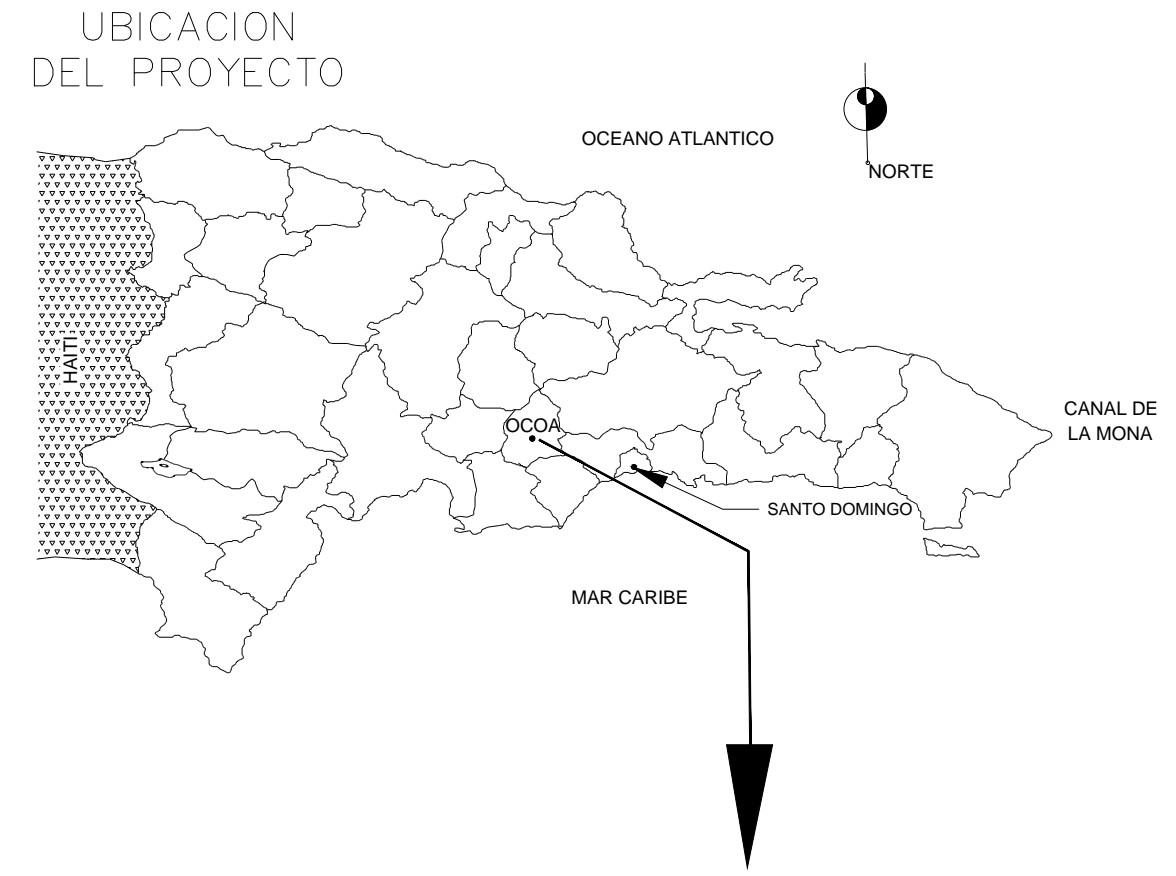 UBICACION
DEL PROYECTO
OCEANO ATLANTICO
NORTE
HAITI
OCOA
CANAL DE
LA MONA
SANTO DOMINGO
MAR CARIBE